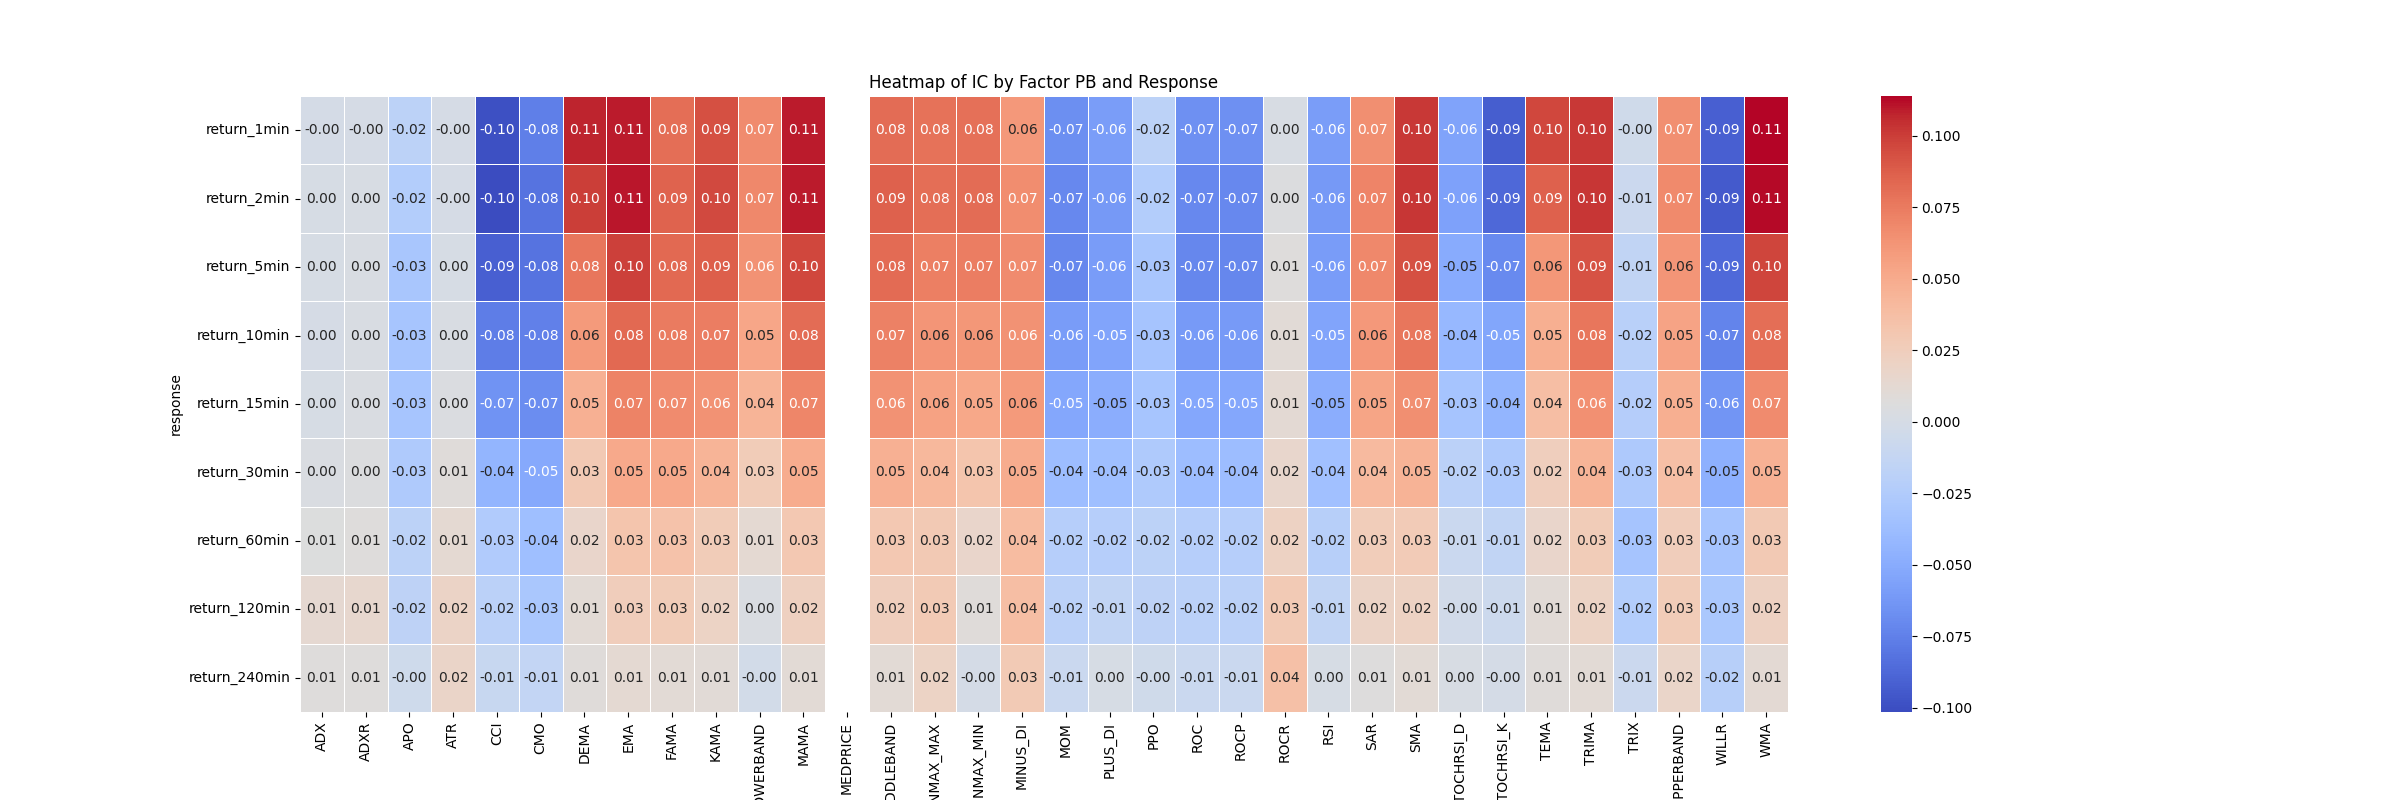 Heatmap of IC by Factor PB and Response
response
return_1min -0.00 -0.00 -0.02 -0.00 -0.10 -0.08 0.11 0.11 0.08 0.09 0.07 0.11 0.08 0.08 0.08 0.06 -0.07 -0.06 -0.02 -0.07 -0.07 0.00 -0.06 0.07 0.10 -0.06 -0.09 0.10 0.10 -0.00 0.07 -0.09 0.11
return_2min 0.00 0.00 -0.02 -0.00 -0.10 -0.08 0.10 0.11 0.09 0.10 0.07 0.11 0.09 0.08 0.08 0.07 -0.07 -0.06 -0.02 -0.07 -0.07 0.00 -0.06 0.07 0.10 -0.06 -0.09 0.09 0.10 -0.01 0.07 -0.09 0.11
return_5min 0.00 0.00 -0.03 0.00 -0.09 -0.08 0.08 0.10 0.08 0.09 0.06 0.10 0.08 0.07 0.07 0.07 -0.07 -0.06 -0.03 -0.07 -0.07 0.01 -0.06 0.07 0.09 -0.05 -0.07 0.06 0.09 -0.01 0.06 -0.09 0.10
return_10min 0.00 0.00 -0.03 0.00 -0.08 -0.08 0.06 0.08 0.08 0.07 0.05 0.08 0.07 0.06 0.06 0.06 -0.06 -0.05 -0.03 -0.06 -0.06 0.01 -0.05 0.06 0.08 -0.04 -0.05 0.05 0.08 -0.02 0.05 -0.07 0.08
return_15min 0.00 0.00 -0.03 0.00 -0.07 -0.07 0.05 0.07 0.07 0.06 0.04 0.07 0.06 0.06 0.05 0.06 -0.05 -0.05 -0.03 -0.05 -0.05 0.01 -0.05 0.05 0.07 -0.03 -0.04 0.04 0.06 -0.02 0.05 -0.06 0.07
return_30min 0.00 0.00 -0.03 0.01 -0.04 -0.05 0.03 0.05 0.05 0.04 0.03 0.05 0.05 0.04 0.03 0.05 -0.04 -0.04 -0.03 -0.04 -0.04 0.02 -0.04 0.04 0.05 -0.02 -0.03 0.02 0.04 -0.03 0.04 -0.05 0.05
return_60min 0.01 0.01 -0.02 0.01 -0.03 -0.04 0.02 0.03 0.03 0.03 0.01 0.03 0.03 0.03 0.02 0.04 -0.02 -0.02 -0.02 -0.02 -0.02 0.02 -0.02 0.03 0.03 -0.01 -0.01 0.02 0.03 -0.03 0.03 -0.03 0.03
return_120min 0.01 0.01 -0.02 0.02 -0.02 -0.03 0.01 0.03 0.03 0.02 0.00 0.02 0.02 0.03 0.01 0.04 -0.02 -0.01 -0.02 -0.02 -0.02 0.03 -0.01 0.02 0.02 -0.00 -0.01 0.01 0.02 -0.02 0.03 -0.03 0.02
return_240min 0.01 0.01 -0.00 0.02 -0.01 -0.01 0.01 0.01 0.01 0.01 -0.00 0.01 0.01 0.02 -0.00 0.03 -0.01 0.00 -0.00 -0.01 -0.01 0.04 0.00 0.01 0.01 0.00 -0.00 0.01 0.01 -0.01 0.02 -0.02 0.01
ADX ADXR APO ATR CCI CMO DEMA EMA FAMA KAMA OWERBAND MAMA MEDPRICE DDLEBAND NMAX_MAX NMAX_MIN MINUS_DI MOM PLUS_DI PPO ROC ROCP ROCR RSI SAR SMA TOCHRSI_D TOCHRSI_K TEMA TRIMA TRIX PPERBAND WILLR WMA
0.100
0.075
0.050
0.025
0.000
−0.025
−0.050
−0.075
−0.100